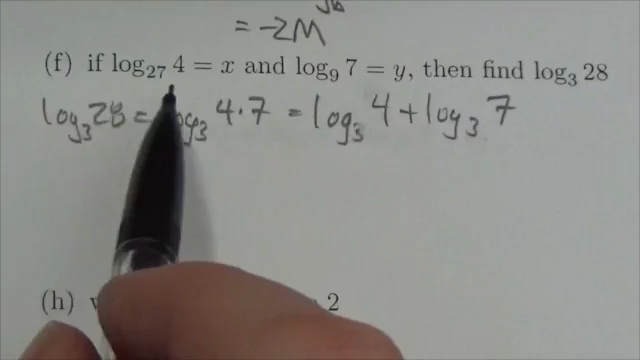 = -2M
(f) if log₂₇ 4 = x and log₉ 7 = y, then find log₃ 28
log₃ 28 = log₃ 4·7 = log₃ 4 + log₃ 7
(h) 2